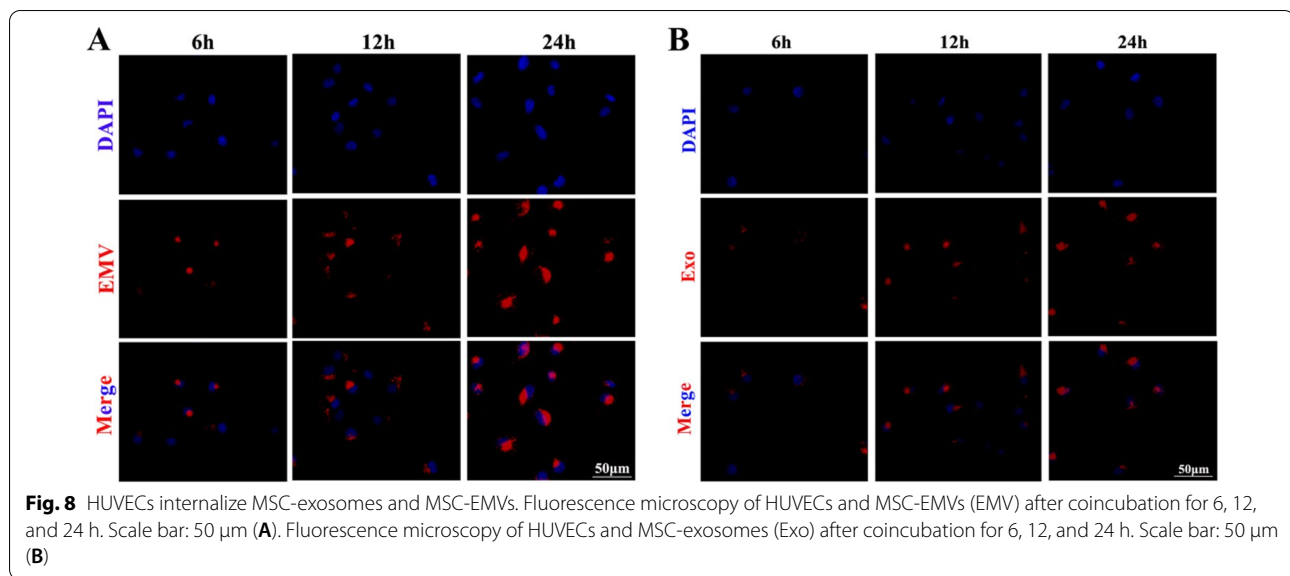 A
B
6h 12h 24h
6h 12h 24h
DAPI
DAPI
EMV
Exo
Merge
Merge
50μm
50μm
Fig. 8 HUVECs internalize MSC-exosomes and MSC-EMVs. Fluorescence microscopy of HUVECs and MSC-EMVs (EMV) after coincubation for 6, 12,
and 24 h. Scale bar: 50 μm (A). Fluorescence microscopy of HUVECs and MSC-exosomes (Exo) after coincubation for 6, 12, and 24 h. Scale bar: 50 μm
(B)